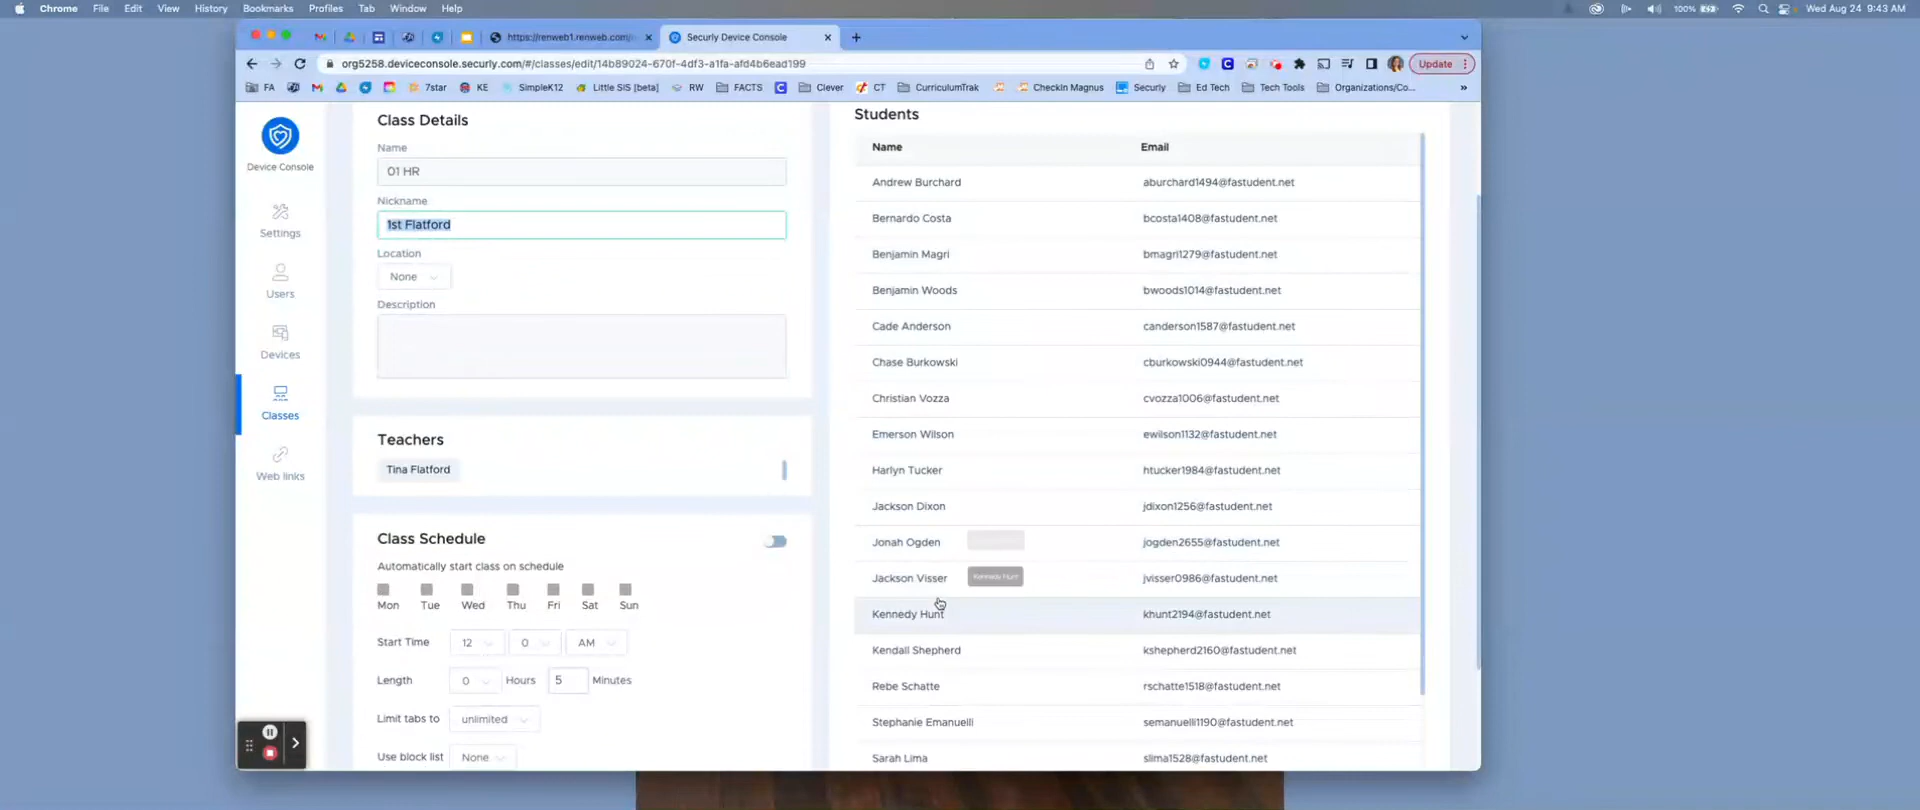 Chrome File Edit View History Bookmarks Profiles Tab Window Help 100% Wed Aug 24 9:43 AM
https://renweb1.renweb.com/ Securly Device Console
org5258.deviceconsole.securly.com/#/classes/edit/14b89024-670f-4df3-a1fa-afd4b6ead199 Update
FA 7star KE SimpleK12 Little SIS [beta] RW FACTS Clever CT CurriculumTrak CheckIn Magnus Securly Ed Tech Tech Tools Organizations/Co... »
Device Console
Settings
Users
Devices
Classes
Web links
Class Details
Name
01 HR
Nickname
1st Flatford
Location
None
Description
Teachers
Tina Flatford
Class Schedule
Automatically start class on schedule
Mon Tue Wed Thu Fri Sat Sun
Start Time 12 0 AM
Length 0 Hours 5 Minutes
Limit tabs to unlimited
Use block list None
Students
Name Email
Andrew Burchard aburchard1494@fastudent.net
Bernardo Costa bcosta1408@fastudent.net
Benjamin Magri bmagri1279@fastudent.net
Benjamin Woods bwoods1014@fastudent.net
Cade Anderson canderson1587@fastudent.net
Chase Burkowski cburkowski0944@fastudent.net
Christian Vozza cvozza1006@fastudent.net
Emerson Wilson ewilson1132@fastudent.net
Harlyn Tucker htucker1984@fastudent.net
Jackson Dixon jdixon1256@fastudent.net
Jonah Ogden jogden2655@fastudent.net
Jackson Visser Kennedy Hunt jvisser0986@fastudent.net
Kennedy Hunt khunt2194@fastudent.net
Kendall Shepherd kshepherd2160@fastudent.net
Rebe Schatte rschatte1518@fastudent.net
Stephanie Emanuelli semanuelli1190@fastudent.net
Sarah Lima slima1528@fastudent.net